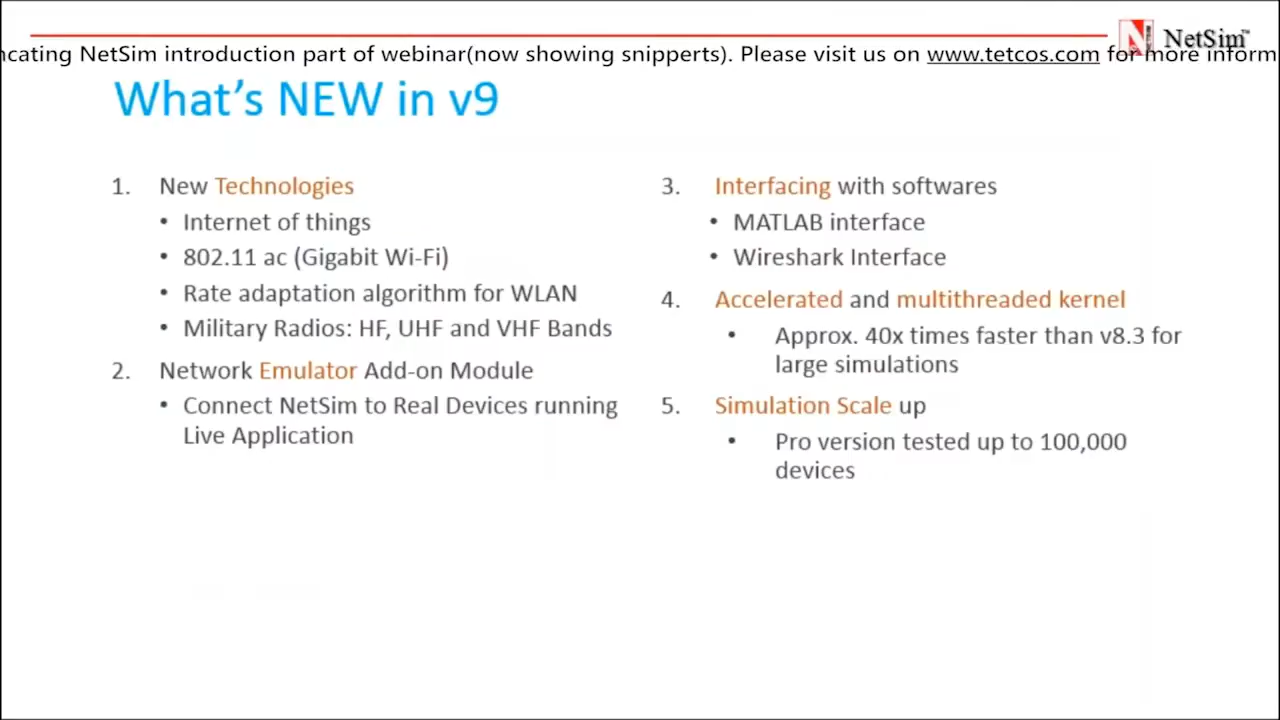 NetSim™
ncating NetSim introduction part of webinar(now showing snipperts). Please visit us on www.tetcos.com for more inform
What's NEW in v9
1. New Technologies
• Internet of things
• 802.11 ac (Gigabit Wi-Fi)
• Rate adaptation algorithm for WLAN
• Military Radios: HF, UHF and VHF Bands
2. Network Emulator Add-on Module
• Connect NetSim to Real Devices running
Live Application
3. Interfacing with softwares
• MATLAB interface
• Wireshark Interface
4. Accelerated and multithreaded kernel
• Approx. 40x times faster than v8.3 for
large simulations
5. Simulation Scale up
• Pro version tested up to 100,000
devices